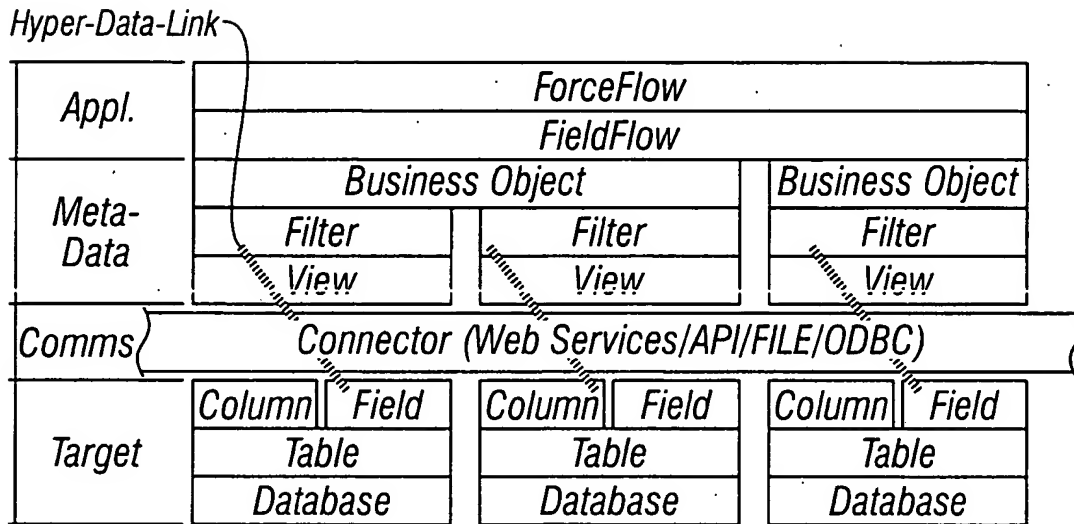 Hyper-Data-Link
Appl.
ForceFlow
FieldFlow
Meta-
Data
Business Object
Business Object
Filter
Filter
Filter
View
View
View
Comms
Connector (Web Services/API/FILE/ODBC)
Target
Column
Field
Column
Field
Column
Field
Table
Table
Table
Database
Database
Database